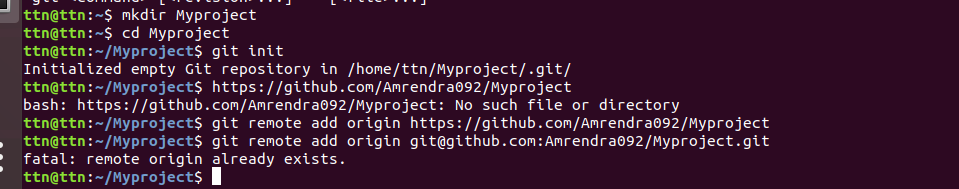 ttn@ttn:~$ mkdir Myproject
ttn@ttn:~$ cd Myproject
ttn@ttn:~/Myproject$ git init
Initialized empty Git repository in /home/ttn/Myproject/.git/
ttn@ttn:~/Myproject$ https://github.com/Amrendra092/Myproject
bash: https://github.com/Amrendra092/Myproject: No such file or directory
ttn@ttn:~/Myproject$ git remote add origin https://github.com/Amrendra092/Myproject
ttn@ttn:~/Myproject$ git remote add origin git@github.com:Amrendra092/Myproject.git
fatal: remote origin already exists.
ttn@ttn:~/Myproject$